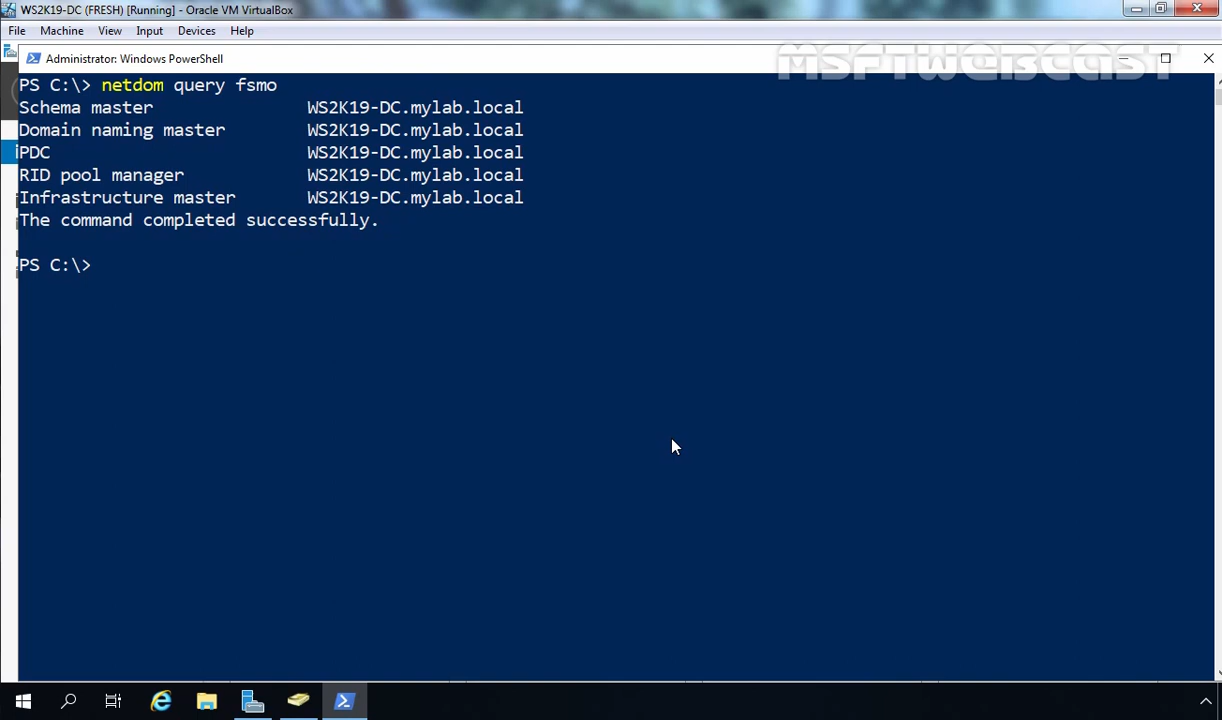 WS2K19-DC (FRESH) [Running] - Oracle VM VirtualBox
File Machine View Input Devices Help
Administrator: Windows PowerShell
MSFTWEBCAST
PS C:\> netdom query fsmo
Schema master WS2K19-DC.mylab.local
Domain naming master WS2K19-DC.mylab.local
PDC WS2K19-DC.mylab.local
RID pool manager WS2K19-DC.mylab.local
Infrastructure master WS2K19-DC.mylab.local
The command completed successfully.
PS C:\>